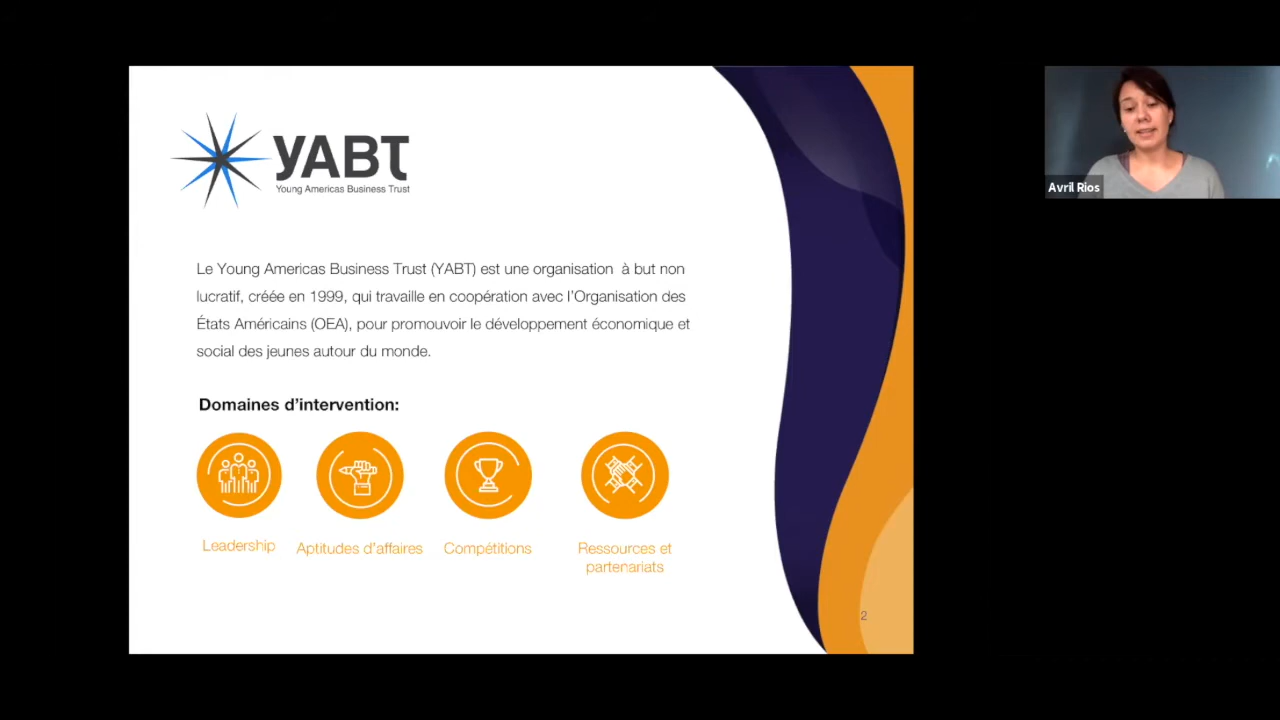 YABT
Young Americas Business Trust
Avril Rios
Le Young Americas Business Trust (YABT) est une organisation à but non
lucratif, créée en 1999, qui travaille en coopération avec l’Organisation des
États Américains (OEA), pour promouvoir le développement économique et
social des jeunes autour du monde.
Domaines d’intervention:
Leadership
Aptitudes d’affaires
Compétitions
Ressources et
partenariats
2